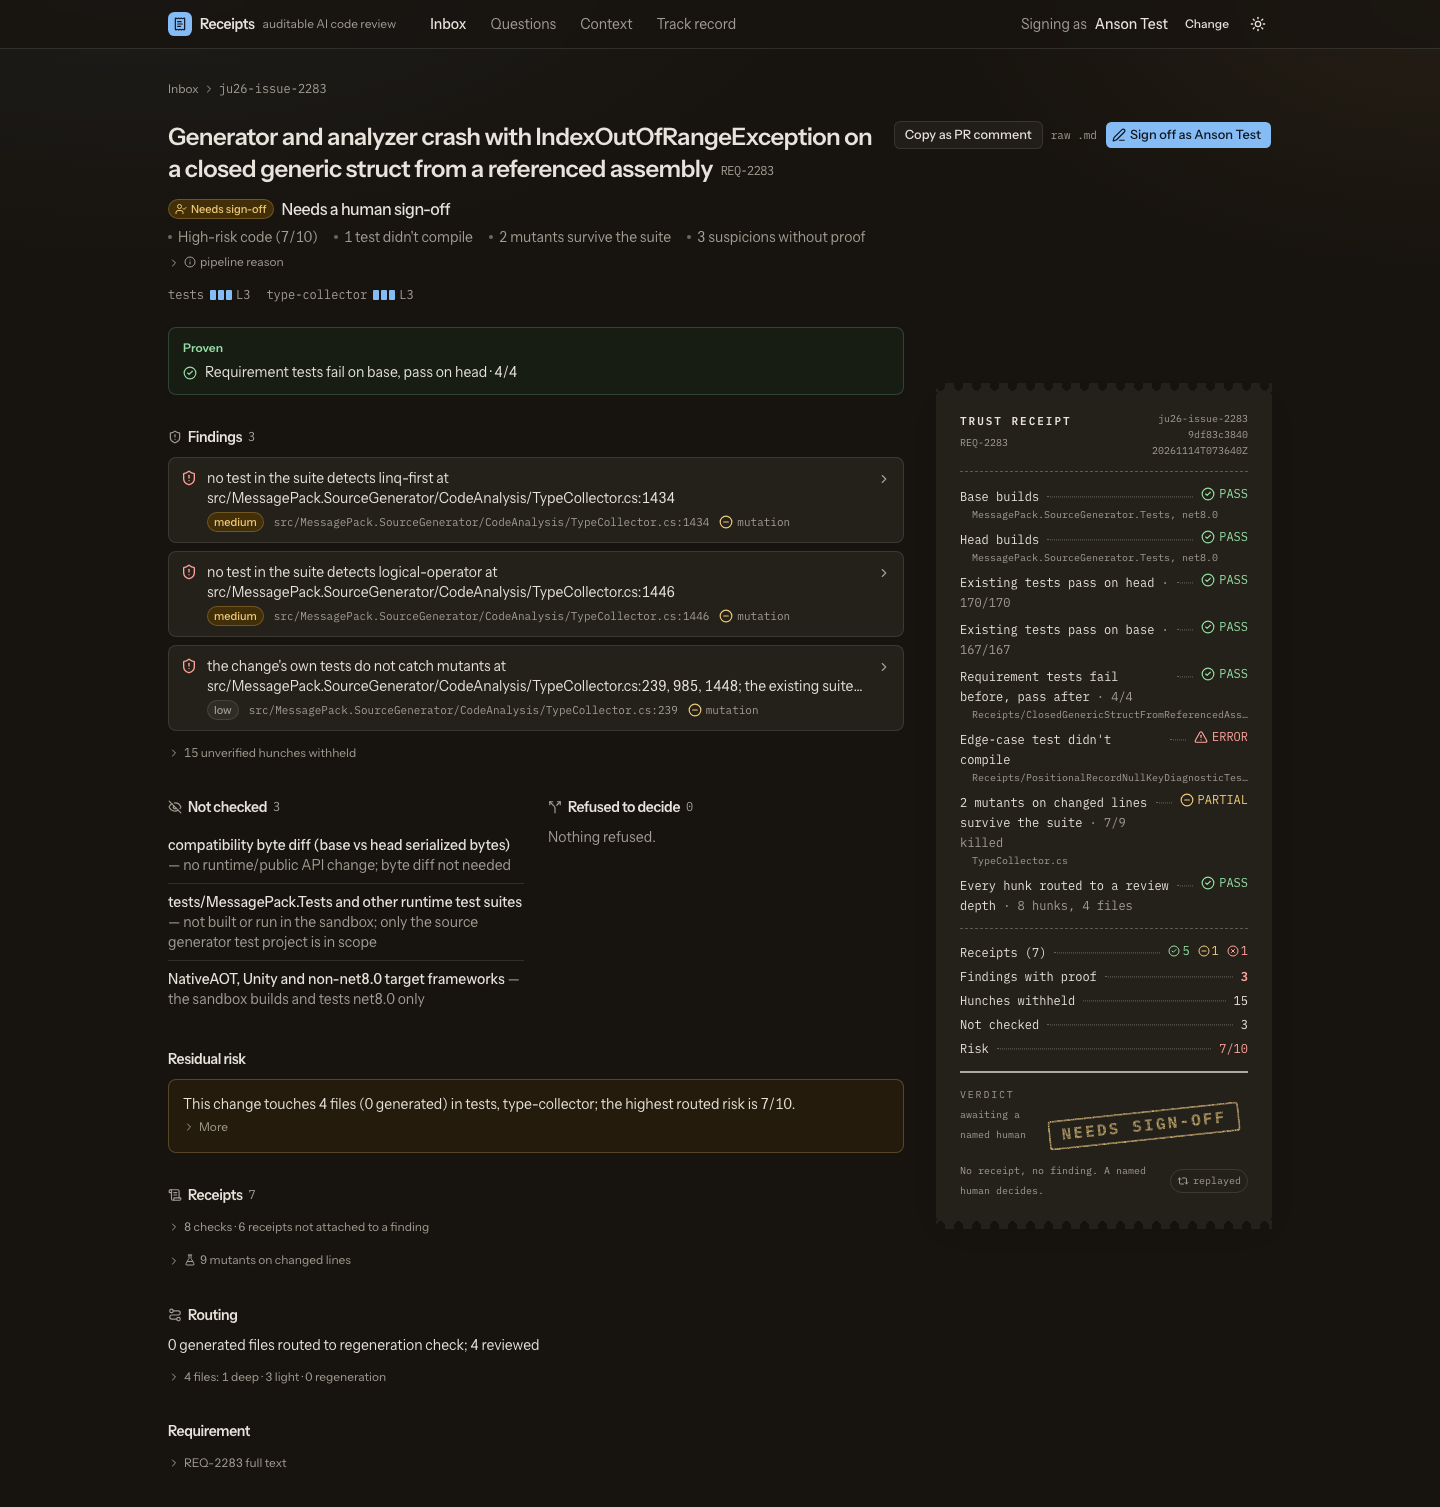 Receipts auditable AI code review Inbox Questions Context Track record Signing as Anson Test Change
Inbox > ju26-issue-2283
Generator and analyzer crash with IndexOutOfRangeException on
a closed generic struct from a referenced assembly REQ-2283
Copy as PR comment raw .md Sign off as Anson Test
Needs sign-off Needs a human sign-off
• High-risk code (7/10) • 1 test didn't compile • 2 mutants survive the suite • 3 suspicions without proof
pipeline reason
tests L3 type-collector L3
Proven
Requirement tests fail on base, pass on head · 4/4
Findings 3
no test in the suite detects linq-first at
src/MessagePack.SourceGenerator/CodeAnalysis/TypeCollector.cs:1434
medium src/MessagePack.SourceGenerator/CodeAnalysis/TypeCollector.cs:1434 mutation
no test in the suite detects logical-operator at
src/MessagePack.SourceGenerator/CodeAnalysis/TypeCollector.cs:1446
medium src/MessagePack.SourceGenerator/CodeAnalysis/TypeCollector.cs:1446 mutation
the change's own tests do not catch mutants at
src/MessagePack.SourceGenerator/CodeAnalysis/TypeCollector.cs:239, 985, 1448; the existing suite...
low src/MessagePack.SourceGenerator/CodeAnalysis/TypeCollector.cs:239 mutation
15 unverified hunches withheld
Not checked 3
compatibility byte diff (base vs head serialized bytes)
— no runtime/public API change; byte diff not needed
tests/MessagePack.Tests and other runtime test suites
— not built or run in the sandbox; only the source
generator test project is in scope
NativeAOT, Unity and non-net8.0 target frameworks —
the sandbox builds and tests net8.0 only
Refused to decide 0
Nothing refused.
Residual risk
This change touches 4 files (0 generated) in tests, type-collector; the highest routed risk is 7/10.
More
Receipts 7
8 checks · 6 receipts not attached to a finding
9 mutants on changed lines
Routing
0 generated files routed to regeneration check; 4 reviewed
4 files: 1 deep · 3 light · 0 regeneration
Requirement
REQ-2283 full text
TRUST RECEIPT
REQ-2283
ju26-issue-2283
9df83c3840
20261114T073640Z
Base builds PASS
MessagePack.SourceGenerator.Tests, net8.0
Head builds PASS
MessagePack.SourceGenerator.Tests, net8.0
Existing tests pass on head · PASS
170/170
Existing tests pass on base · PASS
167/167
Requirement tests fail PASS
before, pass after · 4/4
Receipts/ClosedGenericStructFromReferencedAss…
Edge-case test didn't ERROR
compile
Receipts/PositionalRecordNullKeyDiagnosticTes…
2 mutants on changed lines PARTIAL
survive the suite · 7/9
killed
TypeCollector.cs
Every hunk routed to a review PASS
depth · 8 hunks, 4 files
Receipts (7) 5 1 1
Findings with proof 3
Hunches withheld 15
Not checked 3
Risk 7/10
VERDICT
awaiting a
named human
NEEDS SIGN-OFF
No receipt, no finding. A named
human decides.
replayed